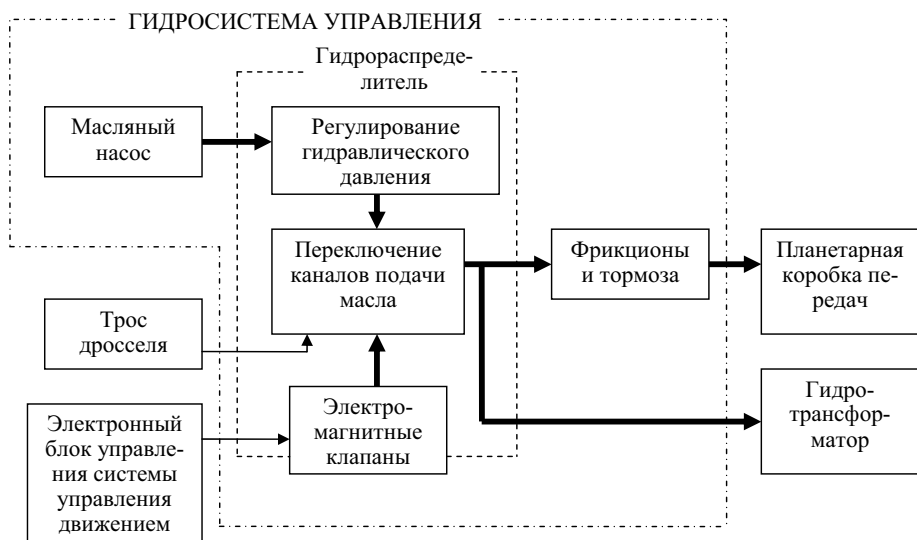 ГИДРОСИСТЕМА УПРАВЛЕНИЯ
Гидрораспреде-
литель
Масляный
насос
Регулирование
гидравлического
давления
Переключение
каналов подачи
масла
Фрикционы
и тормоза
Планетарная
коробка пе-
редач
Трос
дросселя
Электро-
магнитные
клапаны
Гидро-
трансфор-
матор
Электронный
блок управле-
ния системы
управления
движением